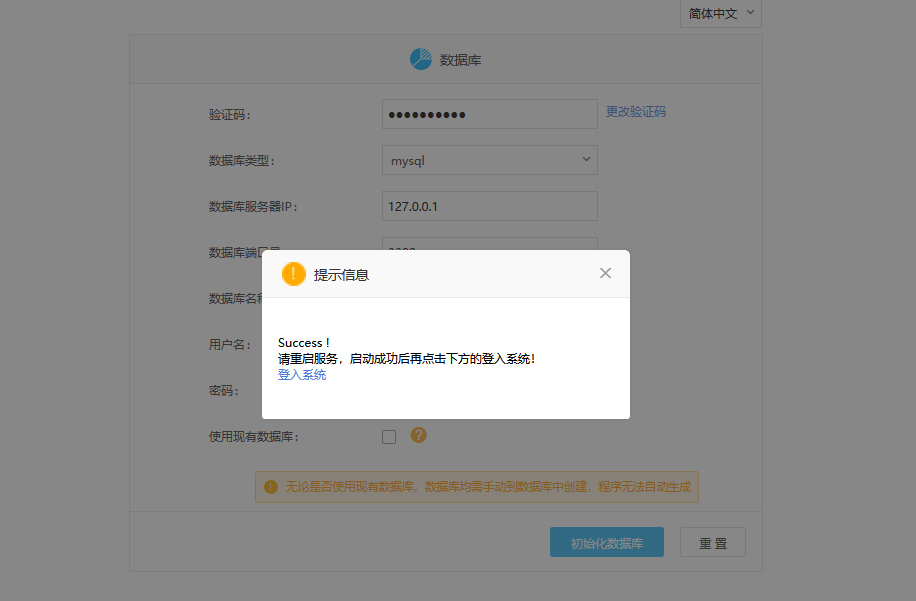 简体中文
数据库
验证码：
●●●●●●●●●●
更改验证码
数据库类型：
mysql
数据库服务器IP：
127.0.0.1
数据库端口号
提示信息
数据库名称
Success！
用户名：
请重启服务，启动成功后再点击下方的登入系统！
登入系统
密码：
使用现有数据库：
无论是否使用现有数据库，数据库均需手动到数据库中创建，程序无法自动生成
初始化数据库
重 置